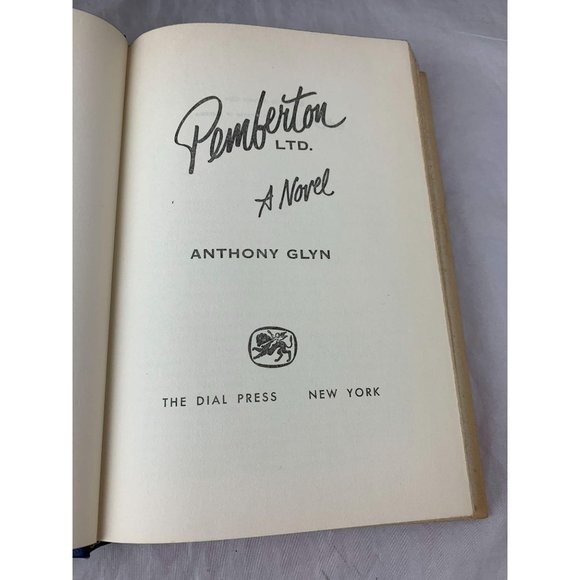 Pemberton
LTD.
A Novel
ANTHONY GLYN
THE DIAL PRESS NEW YORK